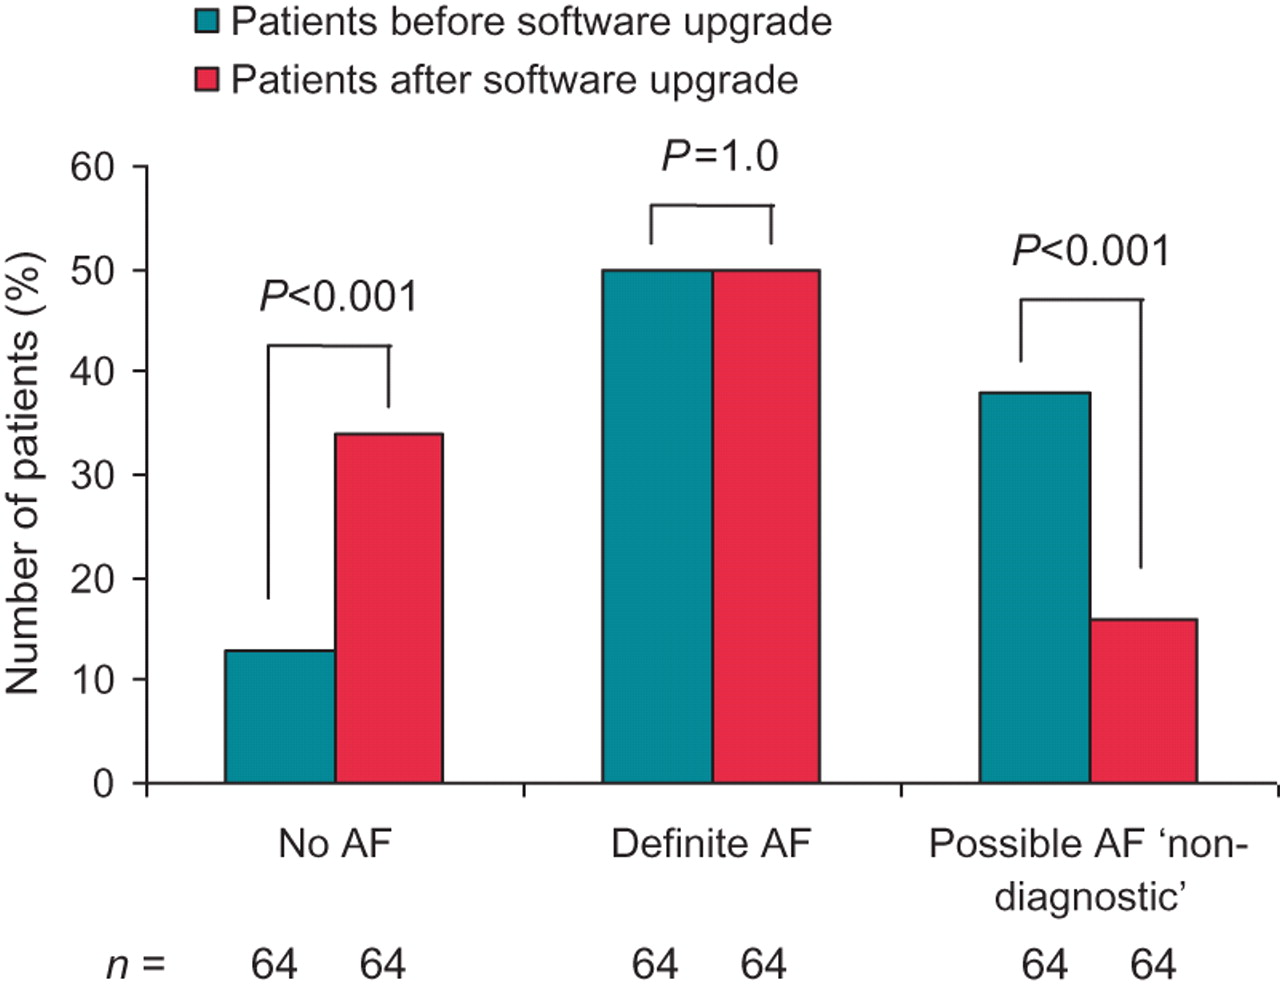 Patients before software upgrade
Patients after software upgrade
P=1.0
P<0.001
P<0.001
Number of patients (%)
60
50
40
30
20
10
0
No AF
Definite AF
Possible AF ‘non-
diagnostic’
n = 64 64 64 64 64 64